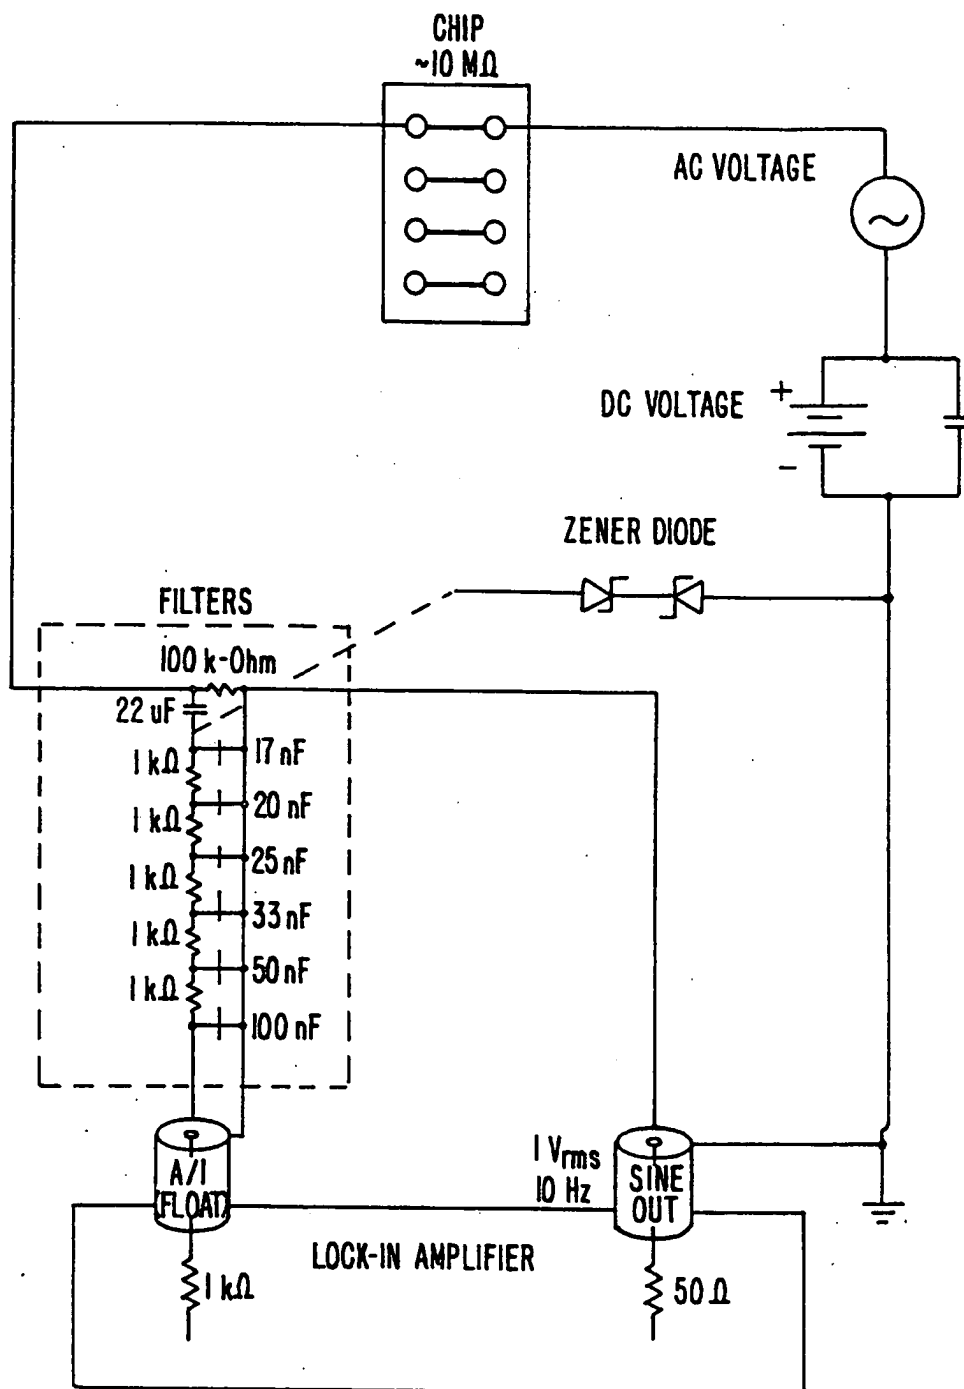 CHIP
~10 MΩ
AC VOLTAGE
+
DC VOLTAGE
-
ZENER DIODE
FILTERS
100 k-Ohm
22 uF
17 nF
1 kΩ
20 nF
1 kΩ
25 nF
1 kΩ
33 nF
1 kΩ
50 nF
1 kΩ
100 nF
A/I
(FLOAT)
1 Vrms
10 Hz
SINE
OUT
LOCK-IN AMPLIFIER
1 kΩ
50 Ω